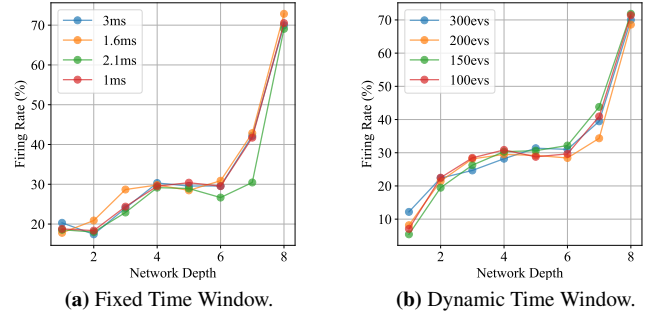 70
60
50
40
30
20
Firing Rate (%)
3ms
1.6ms
2.1ms
1ms
2 4 6 8
Network Depth
(a) Fixed Time Window.
70
60
50
40
30
20
10
Firing Rate (%)
300evs
200evs
150evs
100evs
2 4 6 8
Network Depth
(b) Dynamic Time Window.